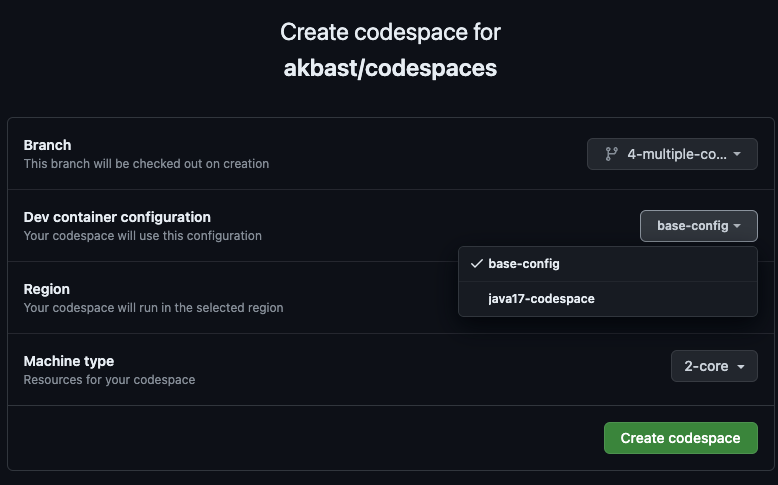 Create codespace for
akbast/codespaces
Branch
This branch will be checked out on creation
4-multiple-co...
Dev container configuration
Your codespace will use this configuration
base-config
base-config
java17-codespace
Region
Your codespace will run in the selected region
Machine type
Resources for your codespace
2-core
Create codespace